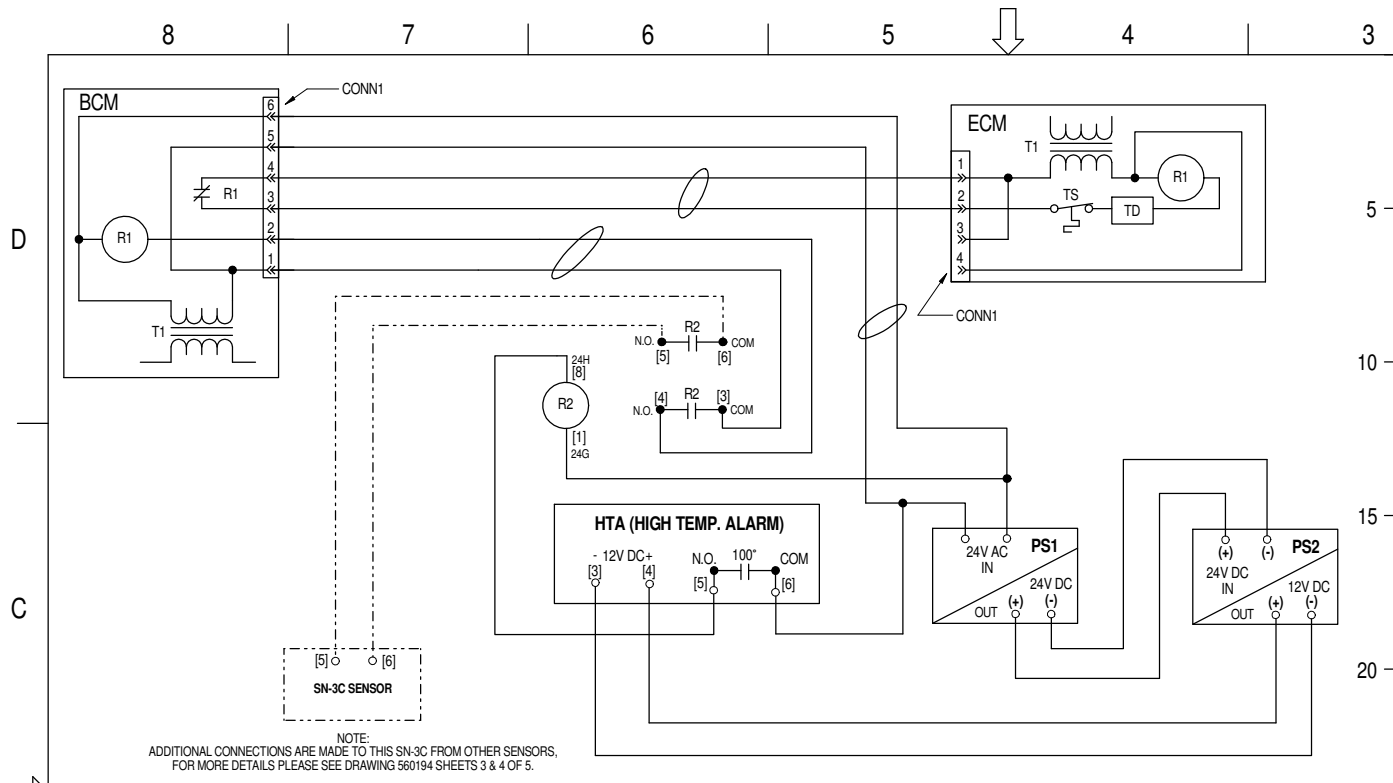 8 7 6 5 4 3
BCM
CONN1
6
5
4
3
2
1
R1
R1
T1
ECM
T1
R1
TS
TD
1
2
3
4
CONN1
5
D
R2
N.O. COM
[5] [6]
10
24H
[8]
R2
[1]
24G
[4] R2 [3]
N.O. COM
15
HTA (HIGH TEMP. ALARM)
- 12V DC+ N.O. 100° COM
[3] [4] [5] [6]
24V AC PS1
IN
24V DC
OUT (+) (-)
(+) (-) PS2
24V DC
IN
12V DC
OUT (+) (-)
C
20
[5] [6]
SN-3C SENSOR
NOTE:
ADDITIONAL CONNECTIONS ARE MADE TO THIS SN-3C FROM OTHER SENSORS,
FOR MORE DETAILS PLEASE SEE DRAWING 560194 SHEETS 3 & 4 OF 5.